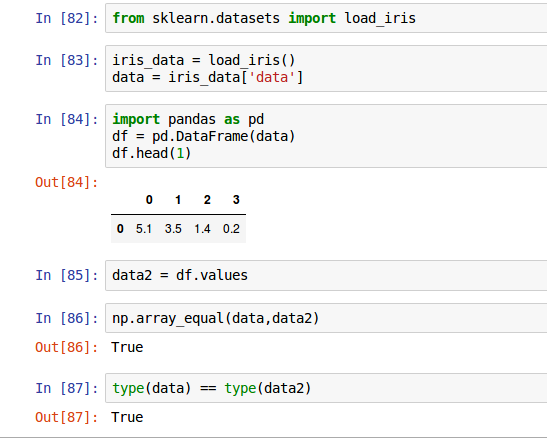 In [82]: from sklearn.datasets import load_iris
In [83]: iris_data = load_iris()
data = iris_data['data']
In [84]: import pandas as pd
df = pd.DataFrame(data)
df.head(1)
Out[84]:
0 1 2 3
0 5.1 3.5 1.4 0.2
In [85]: data2 = df.values
In [86]: np.array_equal(data,data2)
Out[86]: True
In [87]: type(data) == type(data2)
Out[87]: True